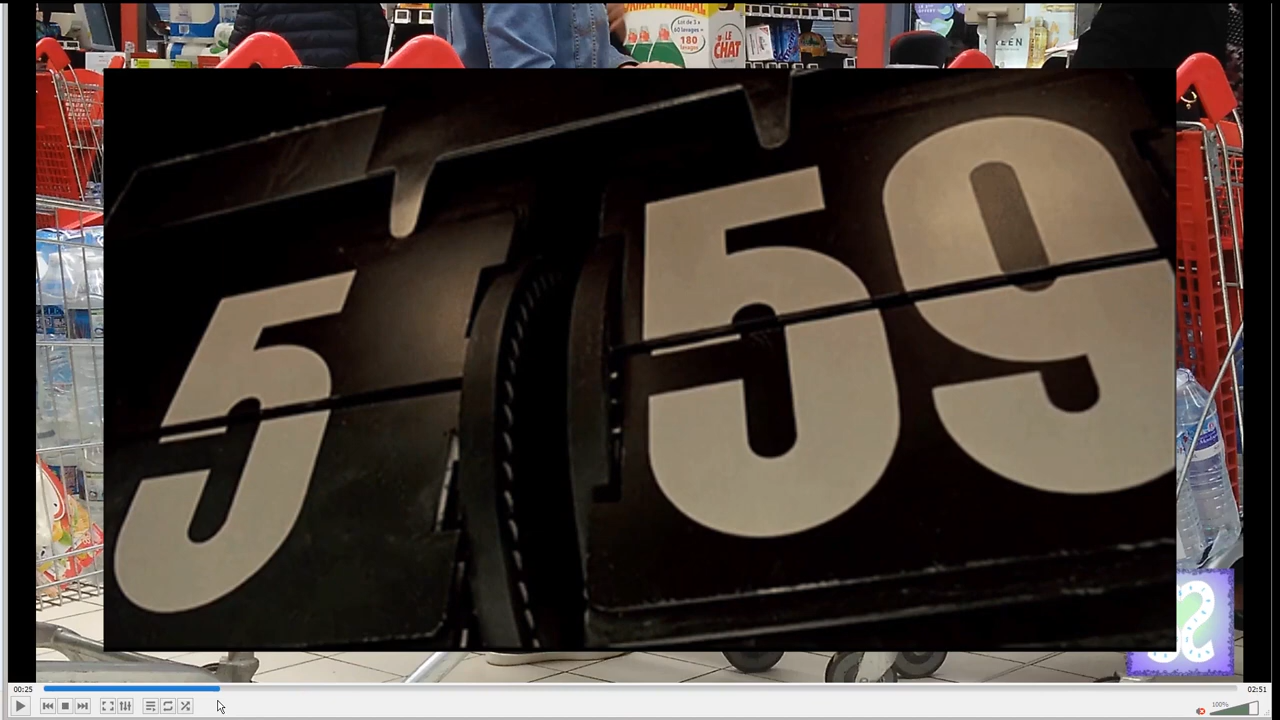 Lot de 3 x
60 lavages =
180
lavages
LE
CHAT
5 59
S
00:25
02:51
100%